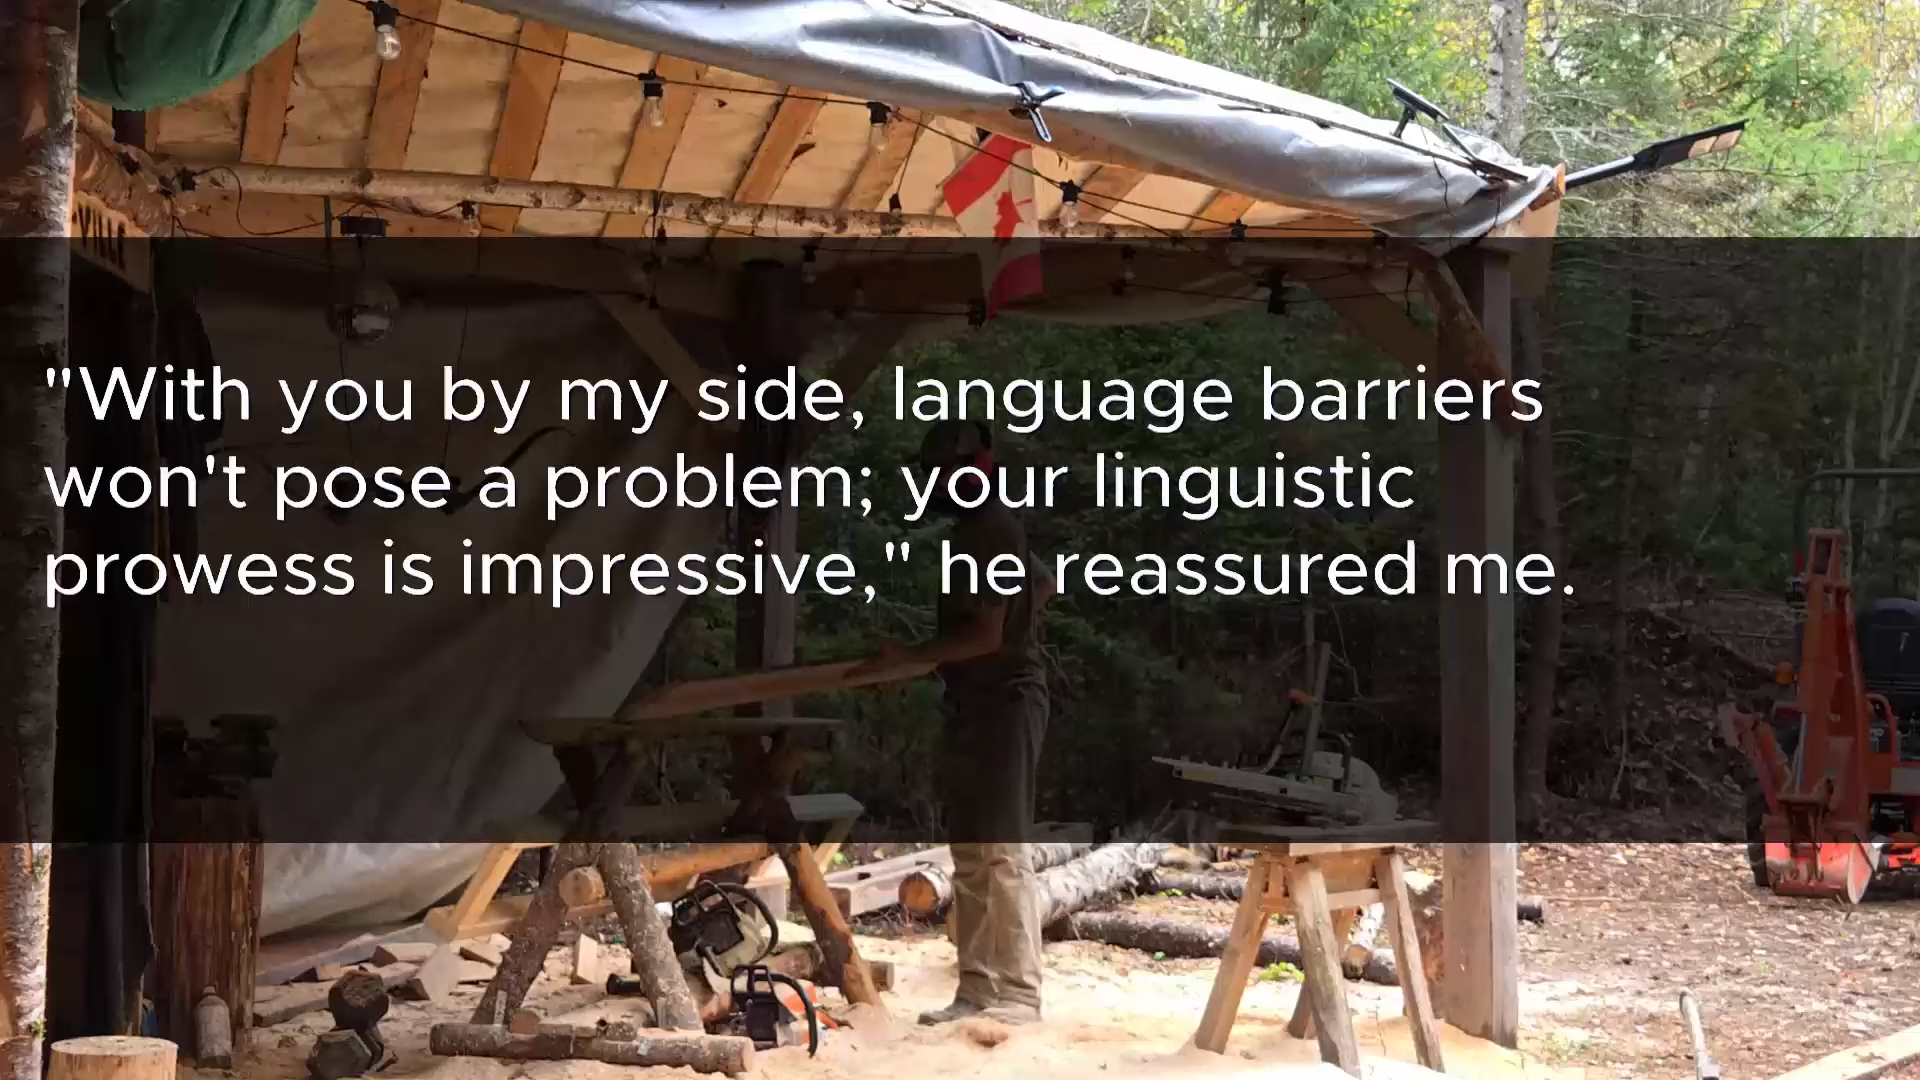 "With you by my side, language barriers
won't pose a problem; your linguistic
prowess is impressive," he reassured me.